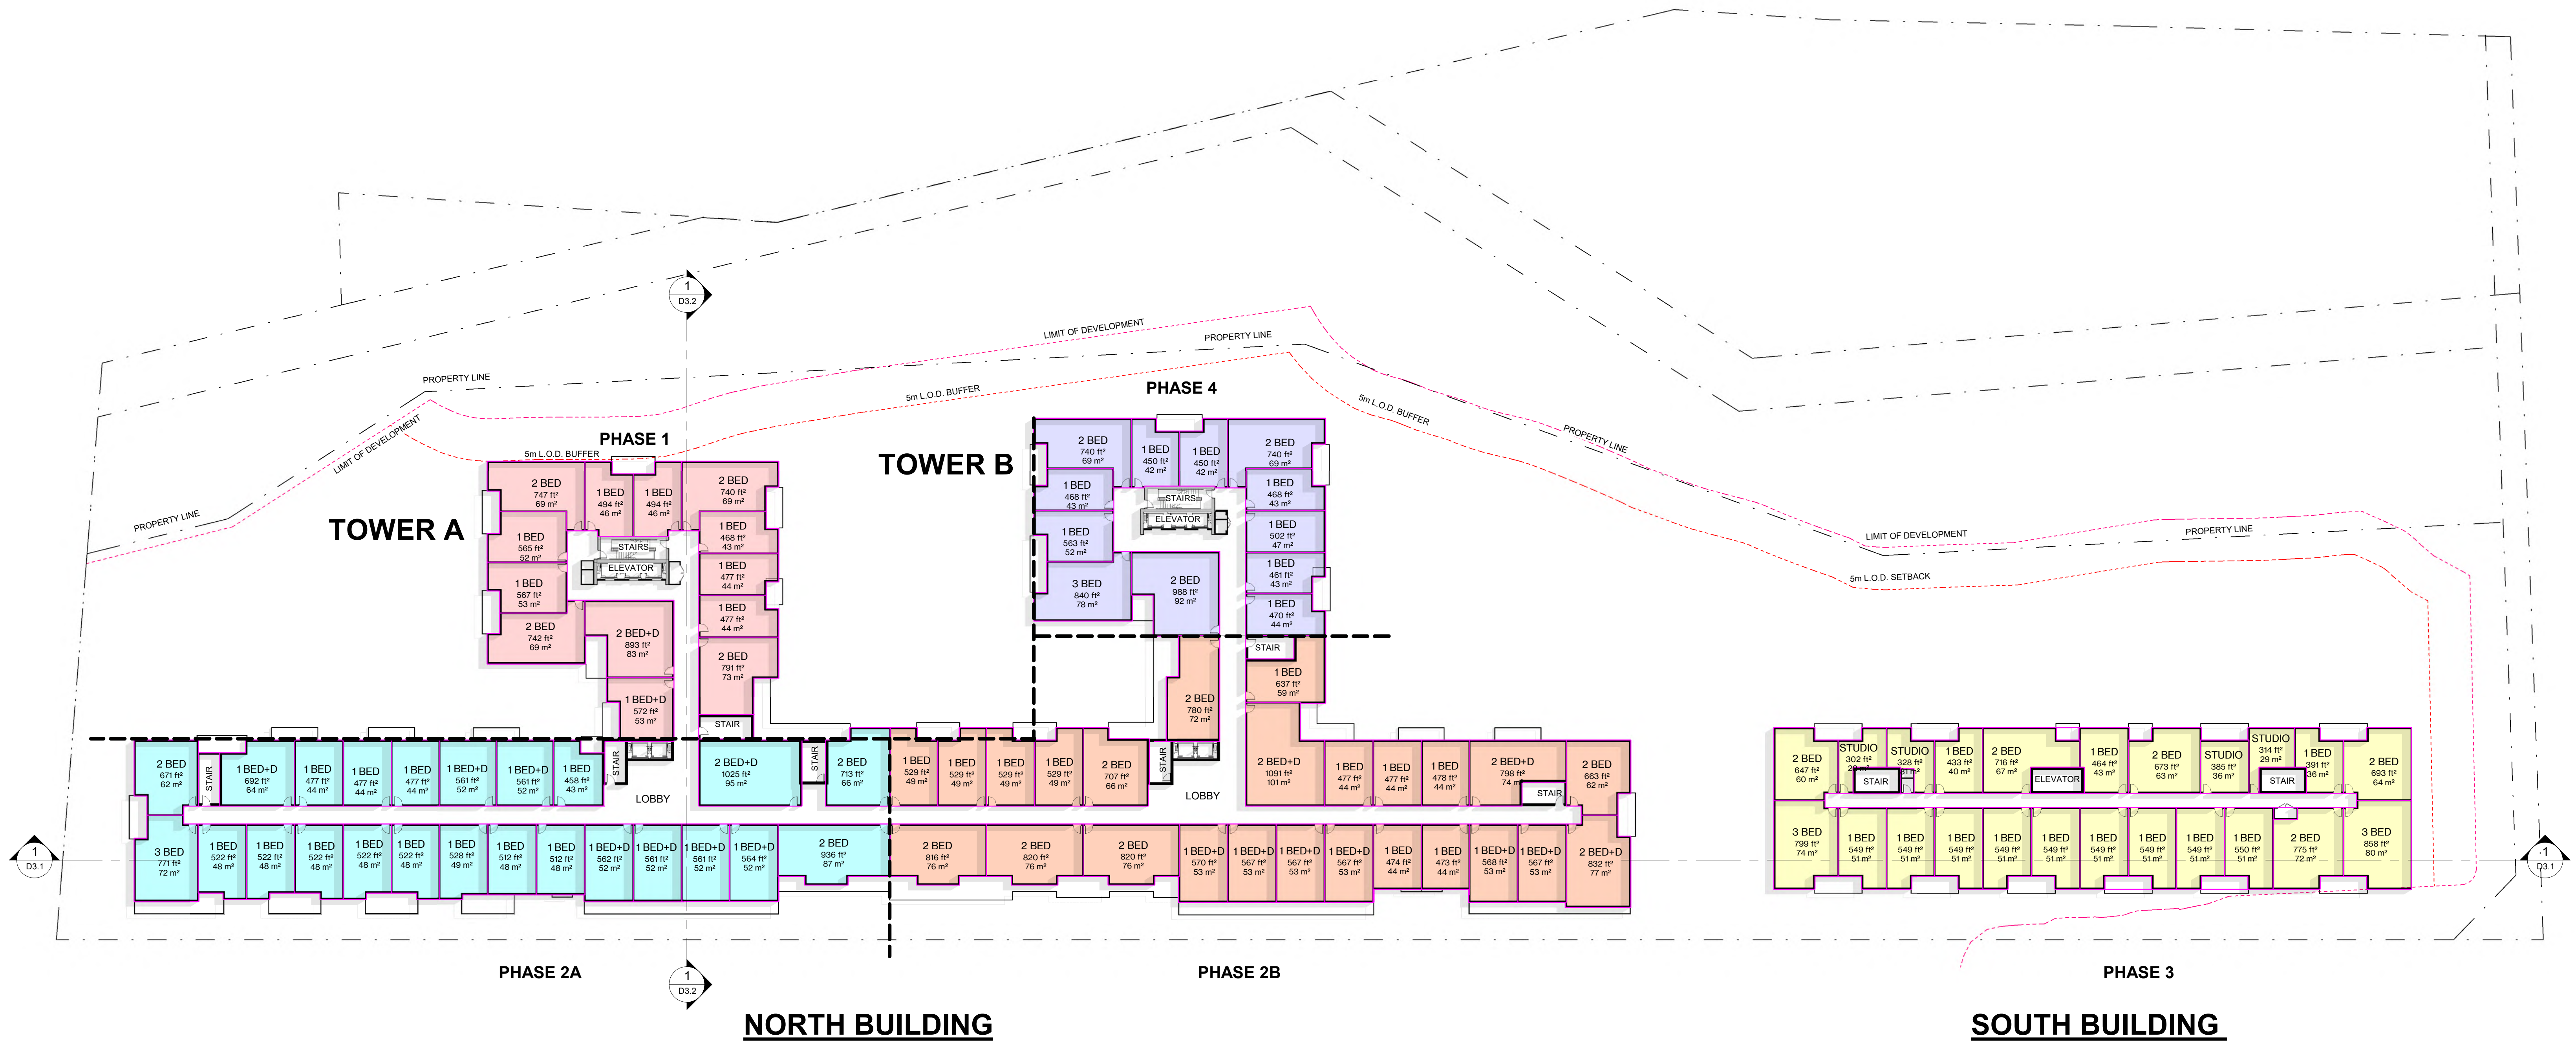 1
D3.2
LIMIT OF DEVELOPMENT
PROPERTY LINE
PROPERTY LINE
5m L.O.D. BUFFER
PHASE 4
5m L.O.D. BUFFER
PROPERTY LINE
LIMIT OF DEVELOPMENT
PHASE 1
5m L.O.D. BUFFER
TOWER A
TOWER B
PROPERTY LINE
LIMIT OF DEVELOPMENT
PROPERTY LINE
5m L.O.D. SETBACK
2 BED
747 ft²
69 m²
1 BED
494 ft²
46 m²
1 BED
494 ft²
46 m²
2 BED
740 ft²
69 m²
1 BED
565 ft²
52 m²
STAIRS
ELEVATOR
1 BED
468 ft²
43 m²
1 BED
567 ft²
53 m²
1 BED
477 ft²
44 m²
1 BED
477 ft²
44 m²
2 BED
742 ft²
69 m²
2 BED+D
893 ft²
83 m²
2 BED
791 ft²
73 m²
1 BED+D
572 ft²
53 m²
STAIR
2 BED
740 ft²
69 m²
1 BED
450 ft²
42 m²
1 BED
450 ft²
42 m²
2 BED
740 ft²
69 m²
1 BED
468 ft²
43 m²
STAIRS
ELEVATOR
1 BED
468 ft²
43 m²
1 BED
563 ft²
52 m²
1 BED
502 ft²
47 m²
1 BED
461 ft²
43 m²
3 BED
840 ft²
78 m²
2 BED
988 ft²
92 m²
1 BED
470 ft²
44 m²
STAIR
1 BED
637 ft²
59 m²
2 BED
780 ft²
72 m²
2 BED
671 ft²
62 m²
STAIR
1 BED+D
692 ft²
64 m²
1 BED
477 ft²
44 m²
1 BED
477 ft²
44 m²
1 BED
477 ft²
44 m²
1 BED+D
561 ft²
52 m²
1 BED+D
561 ft²
52 m²
1 BED
458 ft²
43 m²
STAIR
LOBBY
2 BED+D
1025 ft²
95 m²
STAIR
2 BED
713 ft²
66 m²
1 BED
529 ft²
49 m²
1 BED
529 ft²
49 m²
1 BED
529 ft²
49 m²
1 BED
529 ft²
49 m²
2 BED
707 ft²
66 m²
STAIR
LOBBY
2 BED+D
1091 ft²
101 m²
1 BED
477 ft²
44 m²
1 BED
477 ft²
44 m²
1 BED
478 ft²
44 m²
2 BED+D
798 ft²
74 m²
STAIR
2 BED
663 ft²
62 m²
3 BED
771 ft²
72 m²
1 BED
522 ft²
48 m²
1 BED
522 ft²
48 m²
1 BED
522 ft²
48 m²
1 BED
522 ft²
48 m²
1 BED
522 ft²
48 m²
1 BED
528 ft²
49 m²
1 BED
512 ft²
48 m²
1 BED
512 ft²
48 m²
1 BED+D
562 ft²
52 m²
1 BED+D
561 ft²
52 m²
1 BED+D
561 ft²
52 m²
1 BED+D
564 ft²
52 m²
2 BED
936 ft²
87 m²
2 BED
816 ft²
76 m²
2 BED
820 ft²
76 m²
2 BED
820 ft²
76 m²
1 BED+D
570 ft²
53 m²
1 BED+D
567 ft²
53 m²
1 BED+D
567 ft²
53 m²
1 BED+D
567 ft²
53 m²
1 BED
474 ft²
44 m²
1 BED
473 ft²
44 m²
1 BED+D
568 ft²
53 m²
1 BED+D
567 ft²
53 m²
2 BED+D
832 ft²
77 m²
2 BED
647 ft²
60 m²
STUDIO
302 ft²
STAIR
STUDIO
328 ft²
1 BED
433 ft²
40 m²
2 BED
716 ft²
67 m²
ELEVATOR
1 BED
464 ft²
43 m²
2 BED
673 ft²
63 m²
STUDIO
385 ft²
36 m²
STUDIO
314 ft²
29 m²
STAIR
1 BED
391 ft²
36 m²
2 BED
693 ft²
64 m²
3 BED
799 ft²
74 m²
1 BED
549 ft²
51 m²
1 BED
549 ft²
51 m²
1 BED
549 ft²
51 m²
1 BED
549 ft²
51 m²
1 BED
549 ft²
51 m²
1 BED
549 ft²
51 m²
1 BED
549 ft²
51 m²
1 BED
549 ft²
51 m²
1 BED
550 ft²
51 m²
2 BED
775 ft²
72 m²
3 BED
858 ft²
80 m²
1
D3.1
1
D3.1
PHASE 2A
1
D3.2
PHASE 2B
PHASE 3
NORTH BUILDING
SOUTH BUILDING